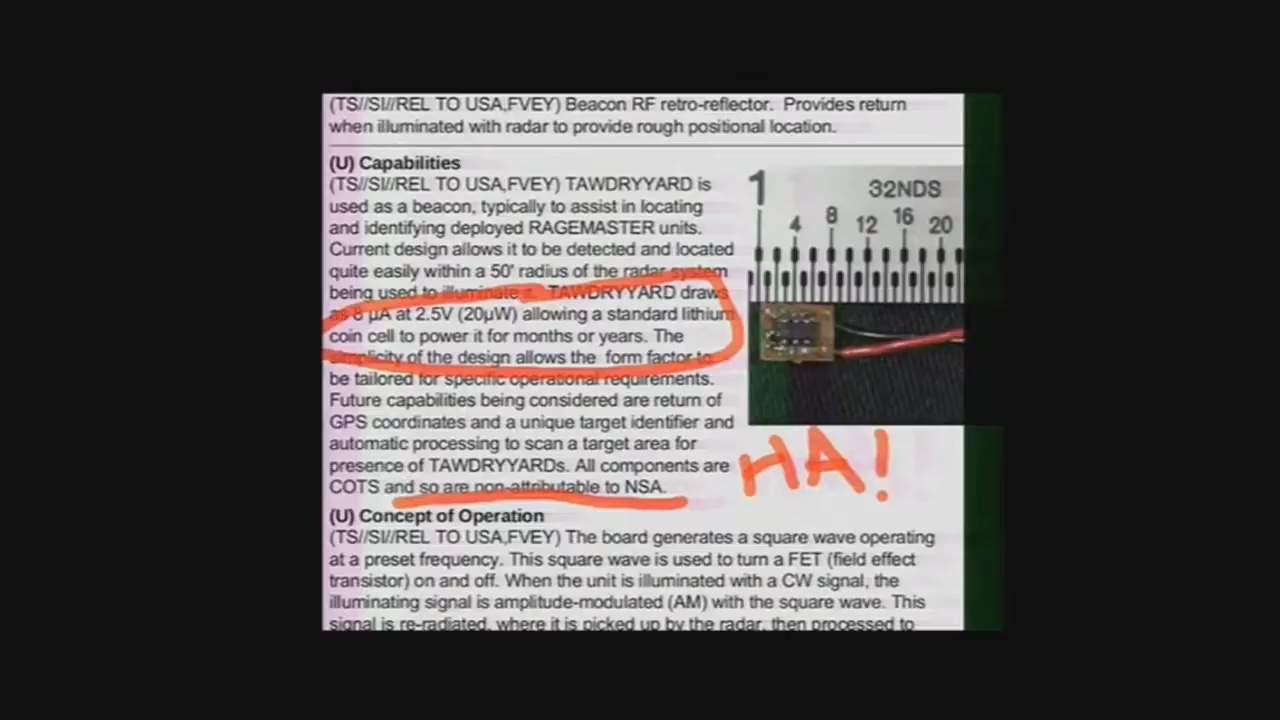 (TS//SI//REL TO USA,FVEY) Beacon RF retro-reflector. Provides return
when illuminated with radar to provide rough positional location.
(U) Capabilities
(TS//SI//REL TO USA,FVEY) TAWDRYYARD is
used as a beacon, typically to assist in locating
and identifying deployed RAGEMASTER units.
Current design allows it to be detected and located
quite easily within a 50' radius of the radar system
being used to illuminate it. TAWDRYYARD draws
as 8 µA at 2.5V (20µW) allowing a standard lithium
coin cell to power it for months or years. The
simplicity of the design allows the form factor to
be tailored for specific operational requirements.
Future capabilities being considered are return of
GPS coordinates and a unique target identifier and
automatic processing to scan a target area for
presence of TAWDRYYARDs. All components are
COTS and so are non-attributable to NSA.
1
32NDS
4 8 12 16 20
HA!
(U) Concept of Operation
(TS//SI//REL TO USA,FVEY) The board generates a square wave operating
at a preset frequency. This square wave is used to turn a FET (field effect
transistor) on and off. When the unit is illuminated with a CW signal, the
illuminating signal is amplitude-modulated (AM) with the square wave. This
signal is re-radiated, where it is picked up by the radar, then processed to